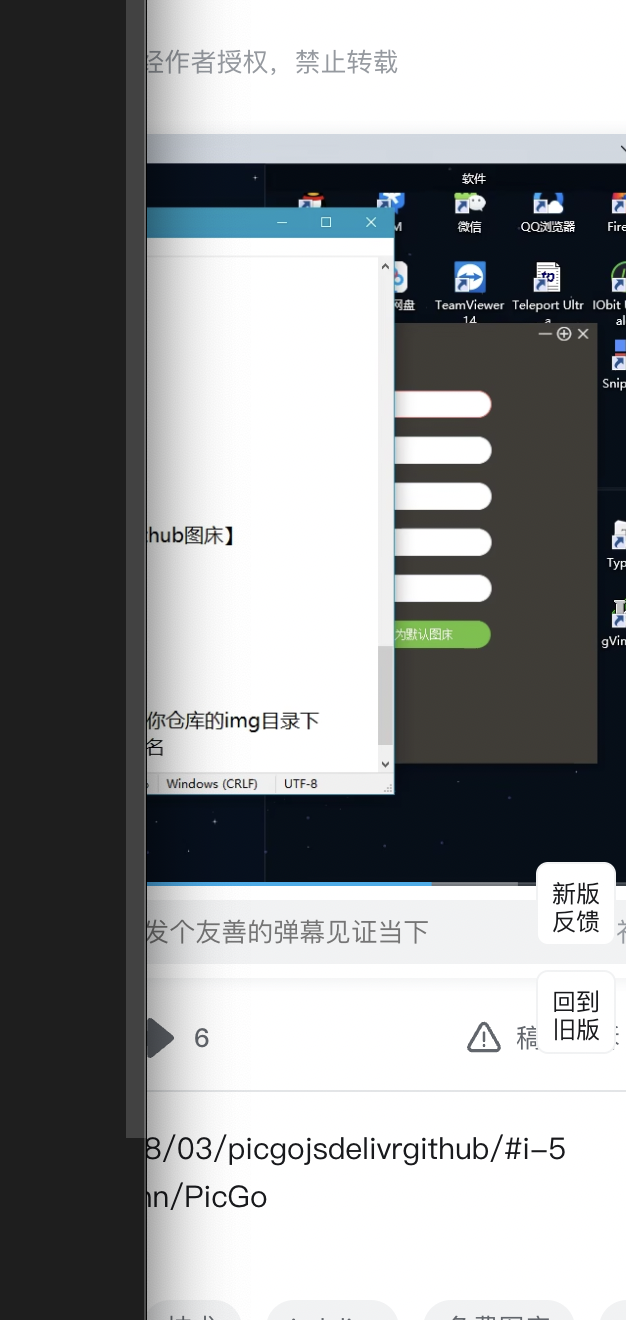 经作者授权，禁止转载
软件
微信
QQ浏览器
Fire
网盘
TeamViewer
14
Teleport Ultr
a
IObit U
al
Snip
hub图床】
为默认图床
Typ
gVin
你仓库的img目录下
名
Windows (CRLF)
UTF-8
发个友善的弹幕见证当下
新版
反馈
回到
旧版
6
稿
8/03/picgojsdelivrgithub/#i-5
nn/PicGo